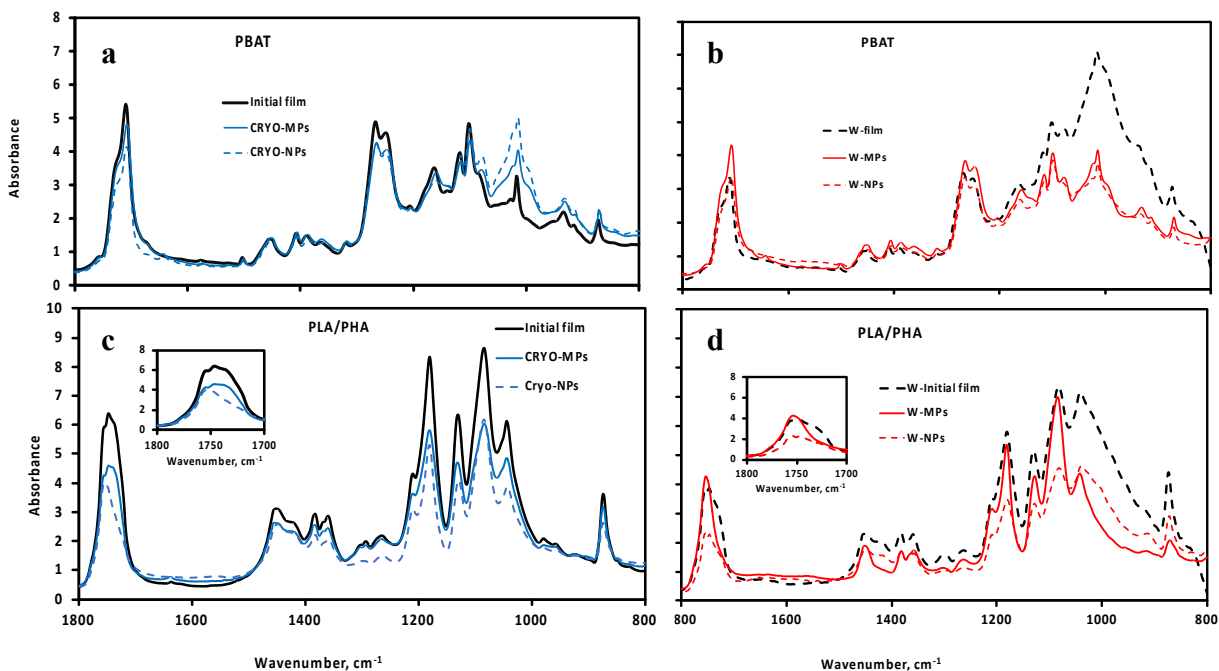 8
7
6
5
4
3
2
1
0
Absorbance
a
PBAT
Initial film
CRYO-MPs
CRYO-NPs
1800 1600 1400 1200 1000 800
b
PBAT
W-film
W-MPs
W-NPs
800 1600 1400 1200 1000 800
10
9
8
7
6
5
4
3
2
1
0
Absorbance
c
PLA/PHA
Initial film
CRYO-MPs
Cryo-NPs
8
6
4
2
0
1800 1750 1700
Wavenumber, cm-1
1800 1600 1400 1200 1000 800
Wavenumber, cm-1
d
PLA/PHA
W-Initial film
W-MPs
W-NPs
8
6
4
2
0
1800 1750 1700
Wavenumber, cm-1
800 1600 1400 1200 1000 800
Wavenumber, cm-1